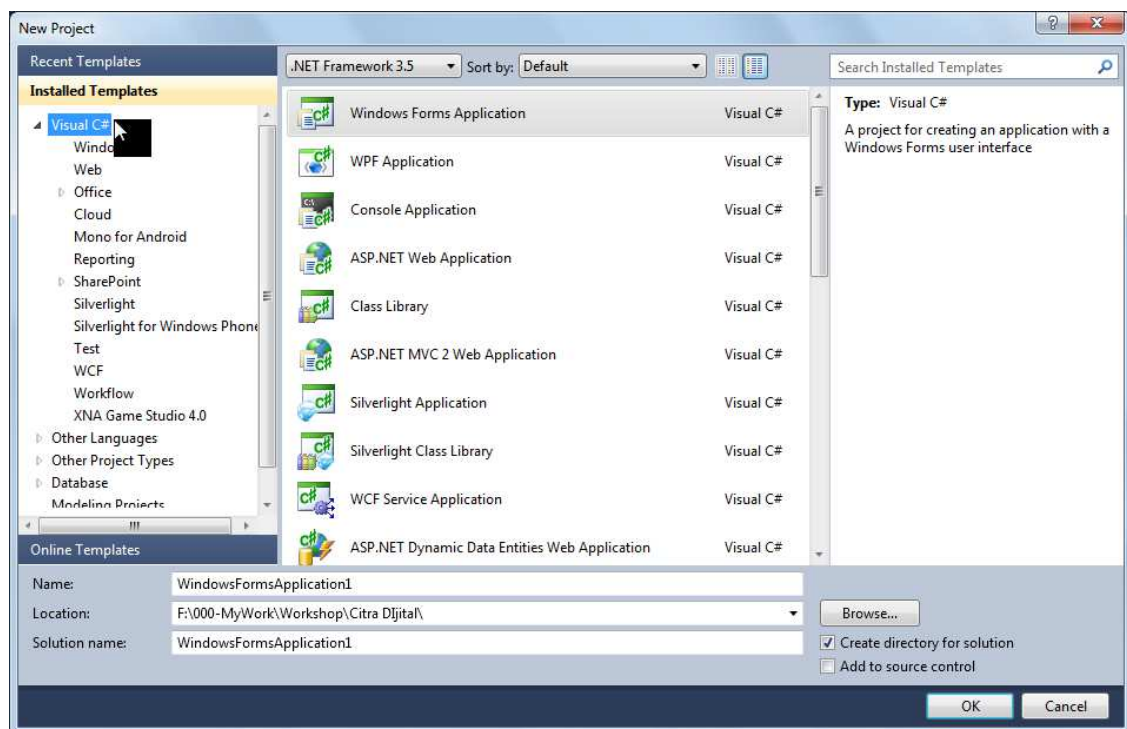 New Project
Recent Templates
.NET Framework 3.5
Sort by: Default
Search Installed Templates
Installed Templates
Visual C#
Web
Office
Cloud
Mono for Android
Reporting
SharePoint
Silverlight
Silverlight for Windows Phone
Test
WCF
Workflow
XNA Game Studio 4.0
Other Languages
Other Project Types
Database
Modeling Projects
Online Templates
Windows Forms Application Visual C#
WPF Application Visual C#
Console Application Visual C#
ASP.NET Web Application Visual C#
Class Library Visual C#
ASP.NET MVC 2 Web Application Visual C#
Silverlight Application Visual C#
Silverlight Class Library Visual C#
WCF Service Application Visual C#
ASP.NET Dynamic Data Entities Web Application Visual C#
Type: Visual C#
A project for creating an application with a
Windows Forms user interface
Name: WindowsFormsApplication1
Location: F:\000-MyWork\Workshop\Citra DIjital\
Browse...
Solution name: WindowsFormsApplication1
Create directory for solution
Add to source control
OK Cancel